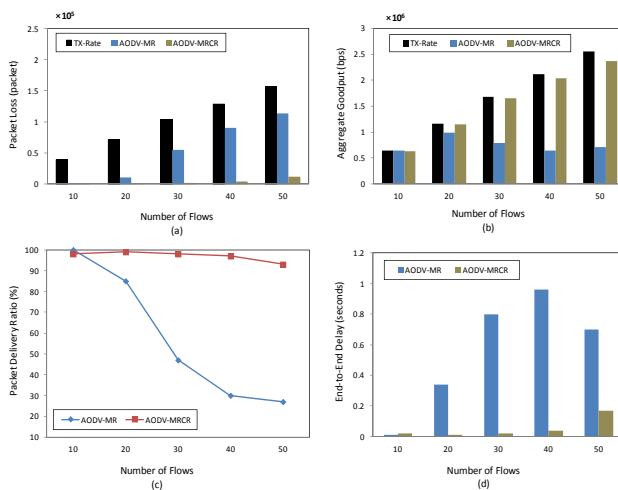 ×10⁵
2
1.5
1
0.5
0
Packet Loss (packet)
TX-Rate AODV-MR AODV-MRCR
10 20 30 40 50
Number of Flows
(a)
×10⁶
3
2.5
2
1.5
1
0.5
0
Aggregate Goodput (bps)
TX-Rate AODV-MR AODV-MRCR
10 20 30 40 50
Number of Flows
(b)
100
90
80
70
60
50
40
30
20
10
Packet Delivery Ratio (%)
AODV-MR AODV-MRCR
10 20 30 40 50
Number of Flows
(c)
1.2
1
0.8
0.6
0.4
0.2
0
End-to-End Delay (seconds)
AODV-MR AODV-MRCR
10 20 30 40 50
Number of Flows
(d)